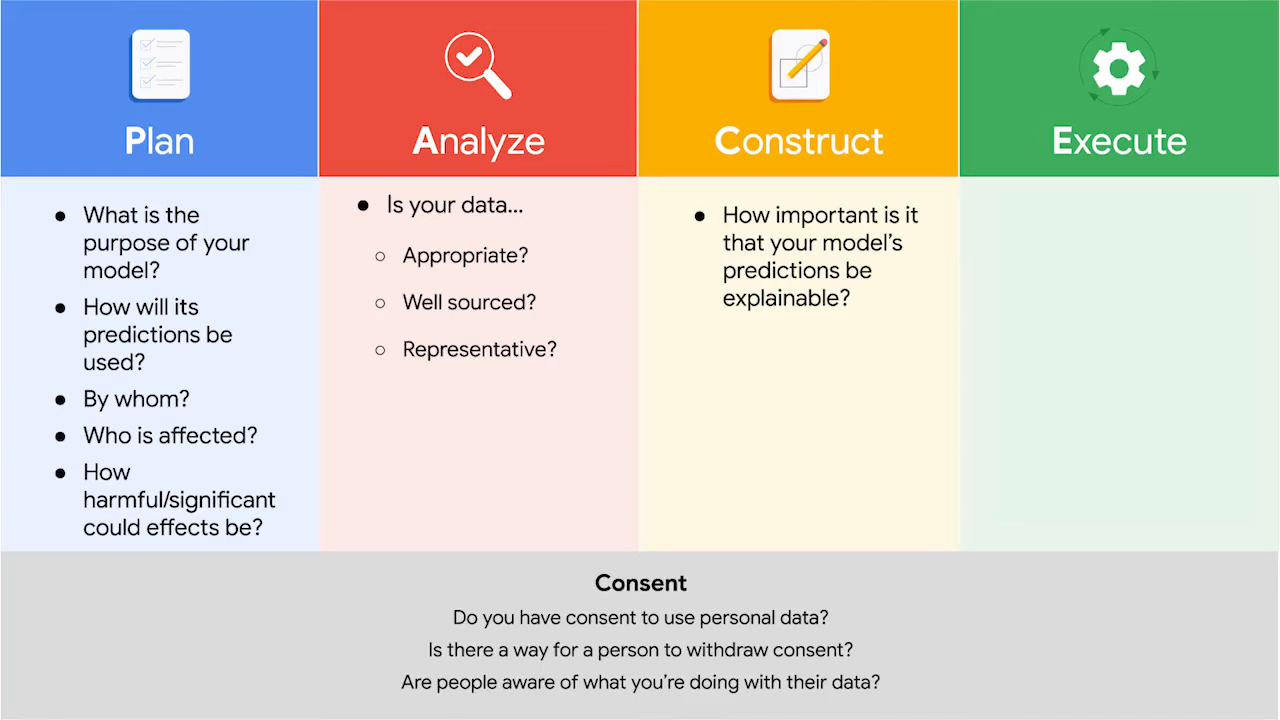 Plan
Analyze
Construct
Execute
● What is the
purpose of your
model?
● How will its
predictions be
used?
● By whom?
● Who is affected?
● How
harmful/significant
could effects be?
● Is your data...
○ Appropriate?
○ Well sourced?
○ Representative?
● How important is it
that your model’s
predictions be
explainable?
Consent
Do you have consent to use personal data?
Is there a way for a person to withdraw consent?
Are people aware of what you’re doing with their data?